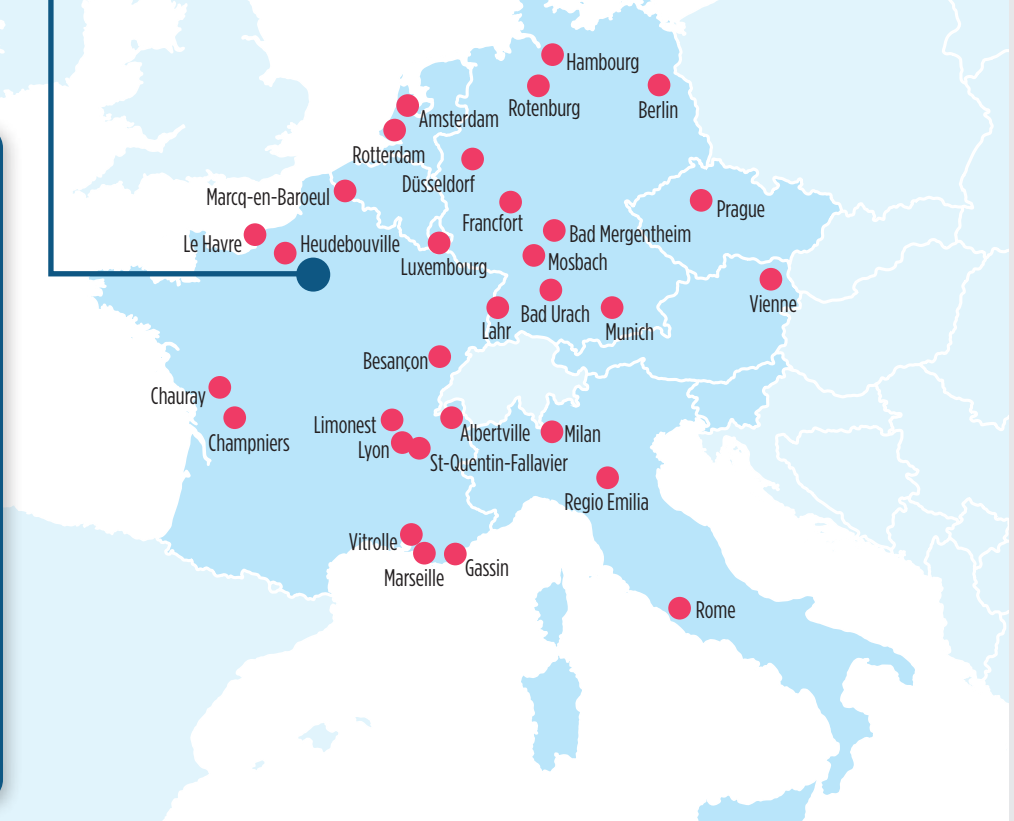 Hambourg
Rotenburg
Berlin
Amsterdam
Rotterdam
Düsseldorf
Marcq-en-Baroeul
Francfort
Prague
Le Havre
Heudebouville
Bad Mergentheim
Luxembourg
Mosbach
Vienne
Bad Urach
Lahr
Munich
Besançon
Chauray
Limonest
Albertville
Milan
Champniers
Lyon
St-Quentin-Fallavier
Regio Emilia
Vitrolle
Gassin
Marseille
Rome